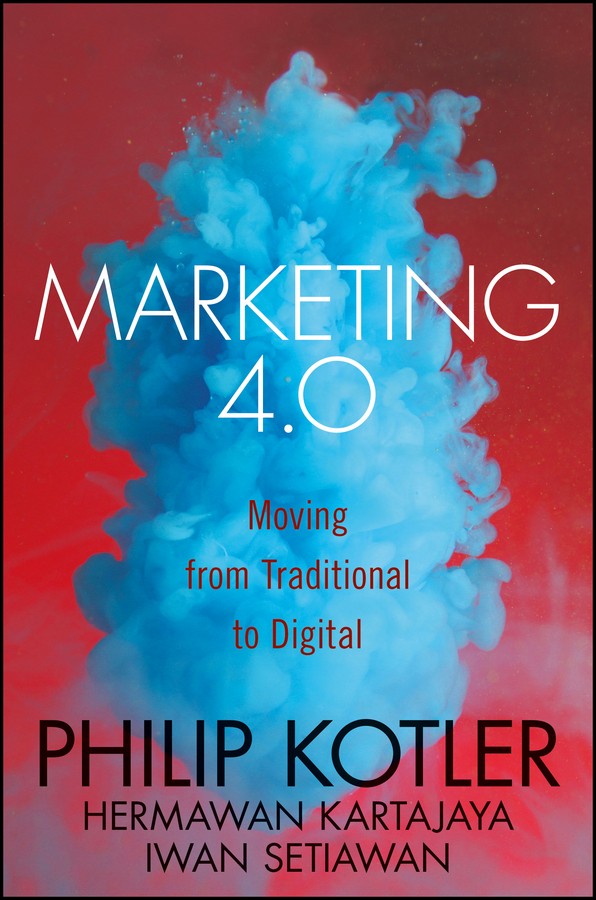 MARKETING
4.0
Moving
from Traditional
to Digital
PHILIP KOTLER
HERMAWAN KARTAJAYA
IWAN SETIAWAN